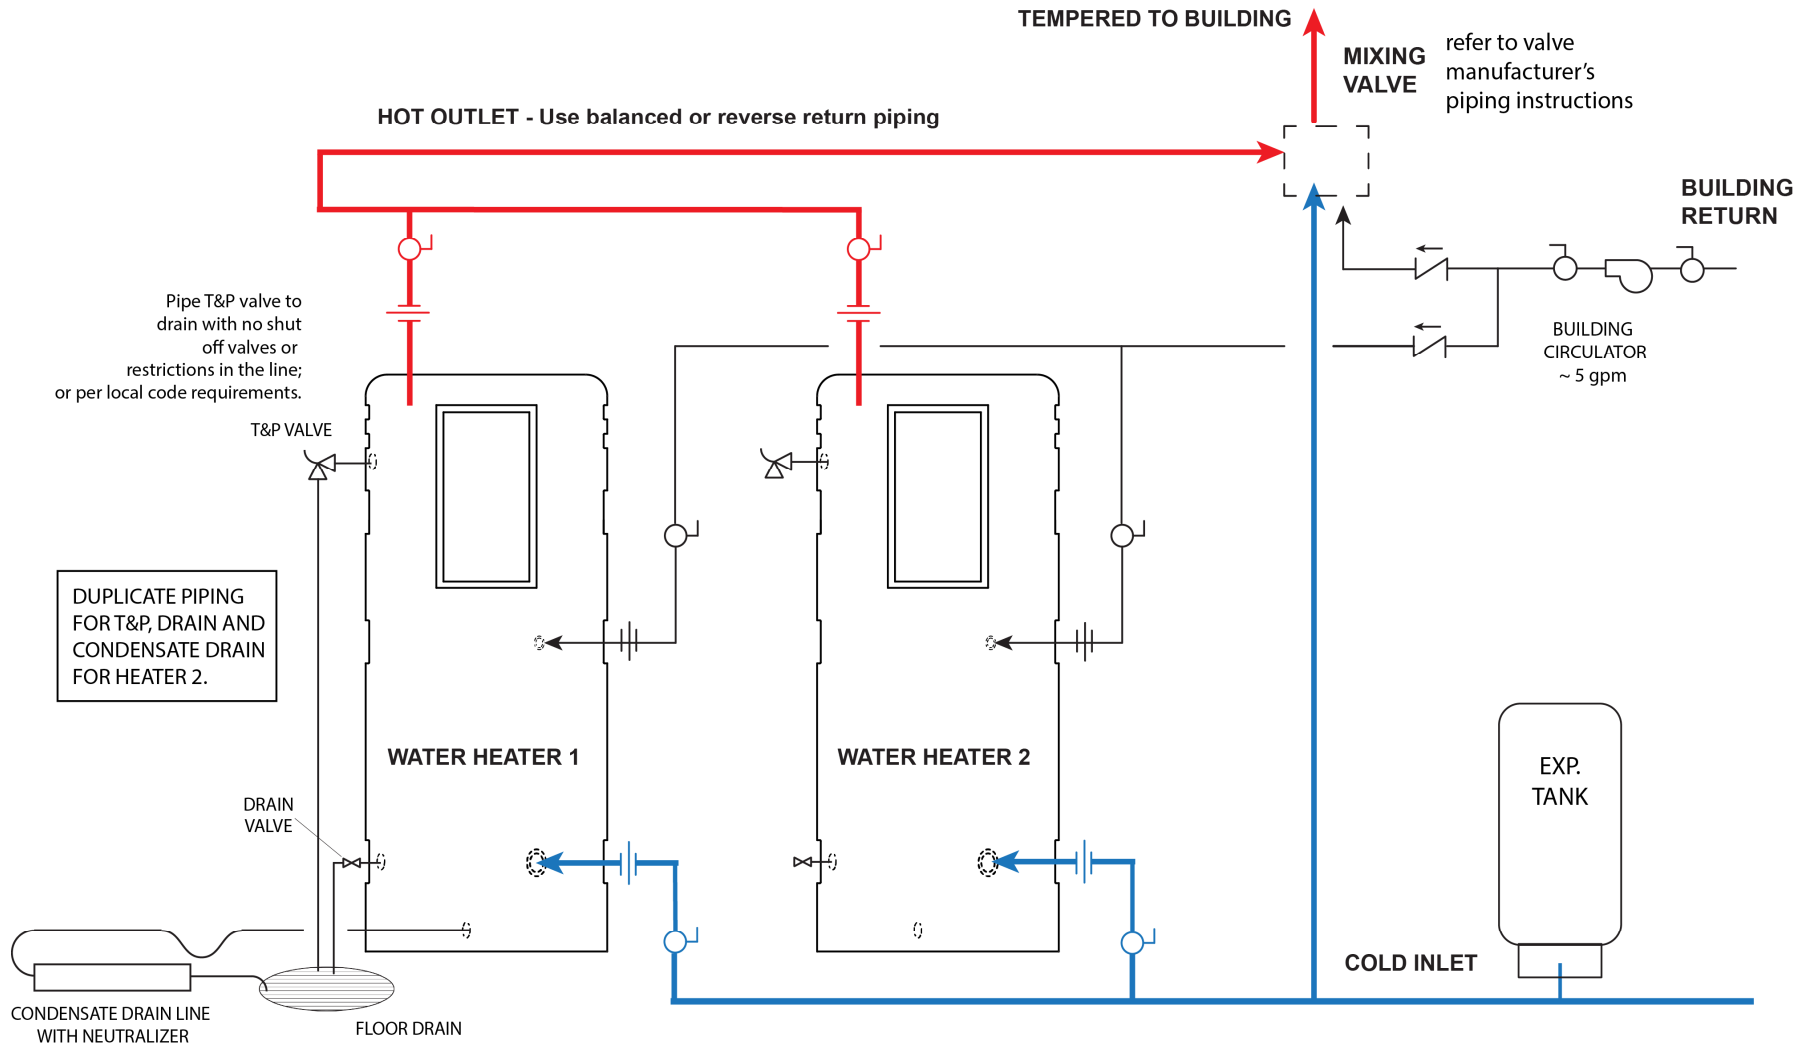 TEMPERED TO BUILDING
MIXING
VALVE
refer to valve
manufacturer's
piping instructions
HOT OUTLET - Use balanced or reverse return piping
BUILDING
RETURN
Pipe T&P valve to
drain with no shut
off valves or
restrictions in the line;
or per local code requirements.
BUILDING
CIRCULATOR
~ 5 gpm
T&P VALVE
DUPLICATE PIPING
FOR T&P, DRAIN AND
CONDENSATE DRAIN
FOR HEATER 2.
WATER HEATER 1
WATER HEATER 2
EXP.
TANK
DRAIN
VALVE
COLD INLET
CONDENSATE DRAIN LINE
WITH NEUTRALIZER
FLOOR DRAIN